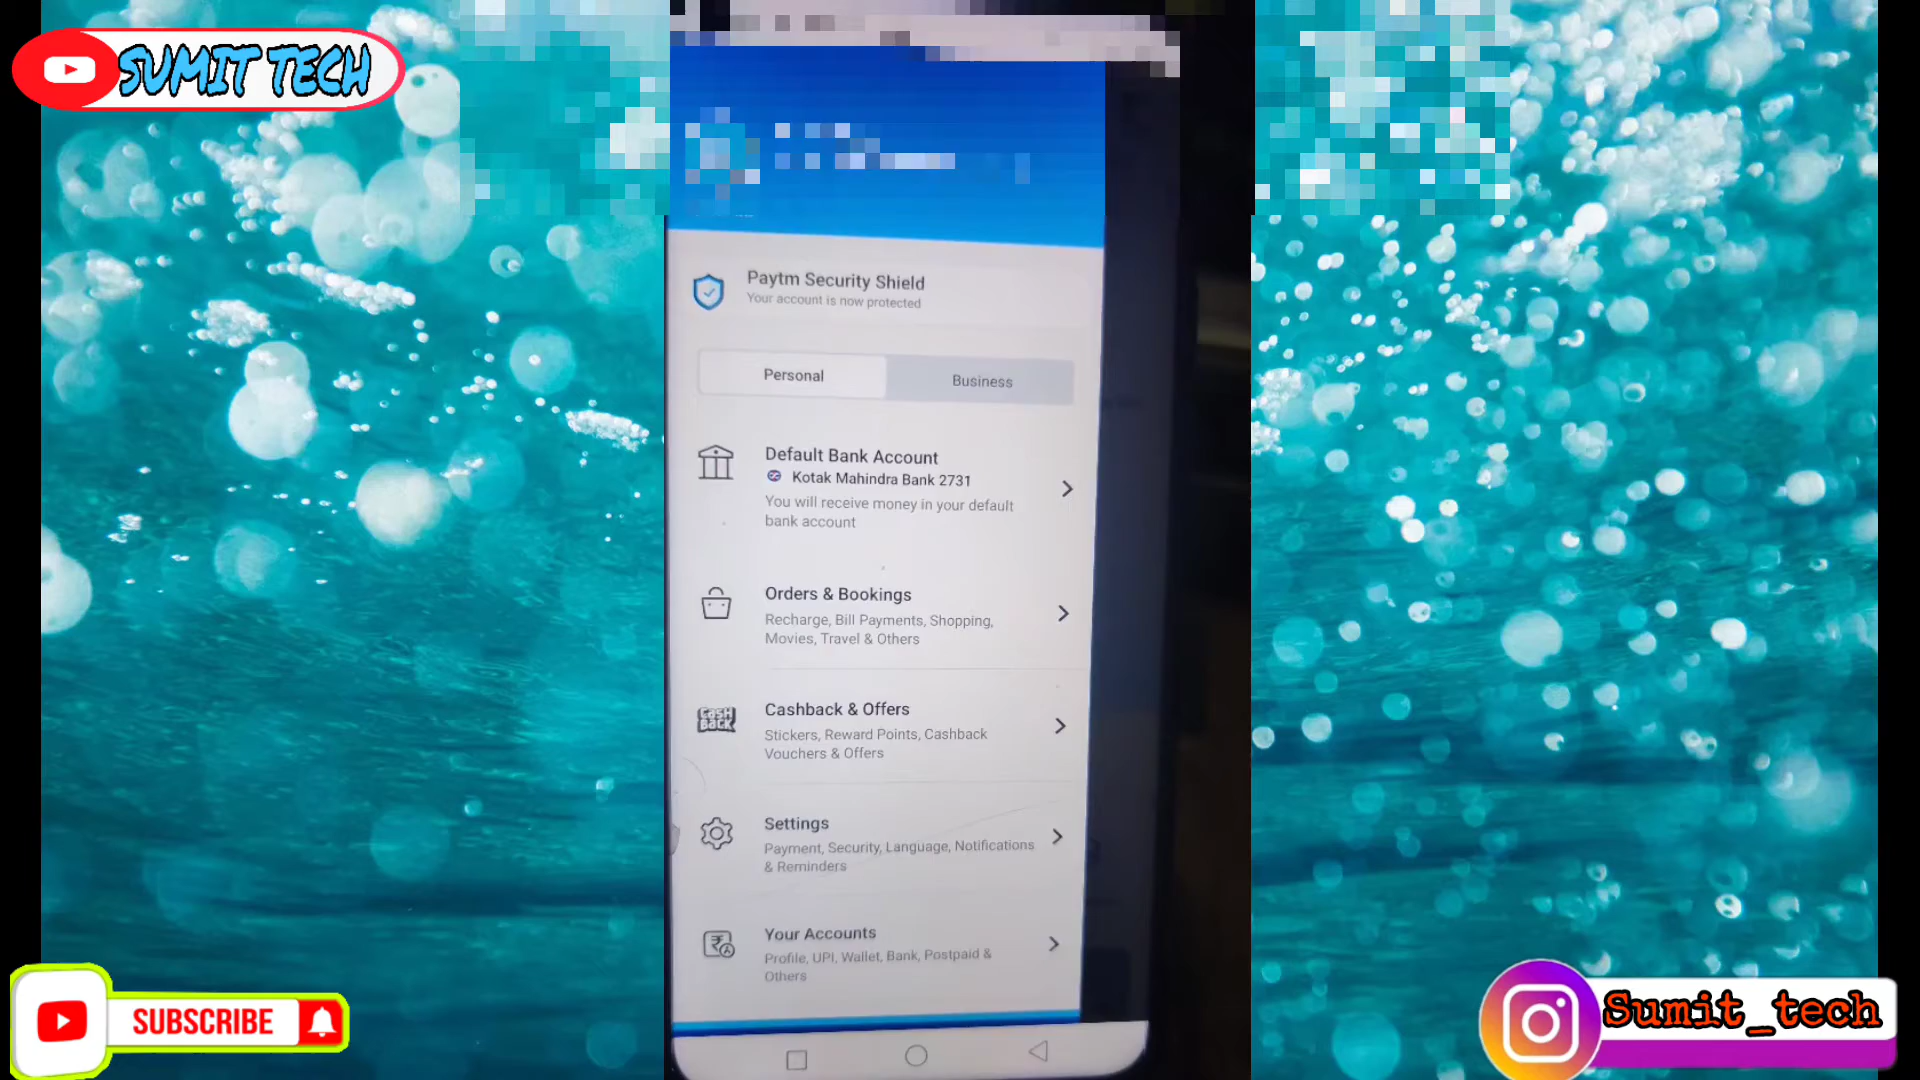 SUMIT TECH
Paytm Security Shield
Your account is now protected
Personal
Business
Default Bank Account
Kotak Mahindra Bank 2731
You will receive money in your default
bank account
Orders & Bookings
Recharge, Bill Payments, Shopping,
Movies, Travel & Others
CASH
BACK
Cashback & Offers
Stickers, Reward Points, Cashback
Vouchers & Offers
Settings
Payment, Security, Language, Notifications
& Reminders
Your Accounts
Profile, UPI, Wallet, Bank, Postpaid &
Others
SUBSCRIBE
Sumit_tech